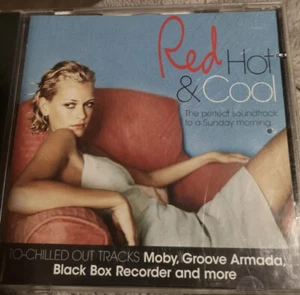 Red Hot
& Cool
The perfect soundtrack
to a Sunday morning
10-CHILLED OUT TRACKS Moby, Groove Armada,
Black Box Recorder and more